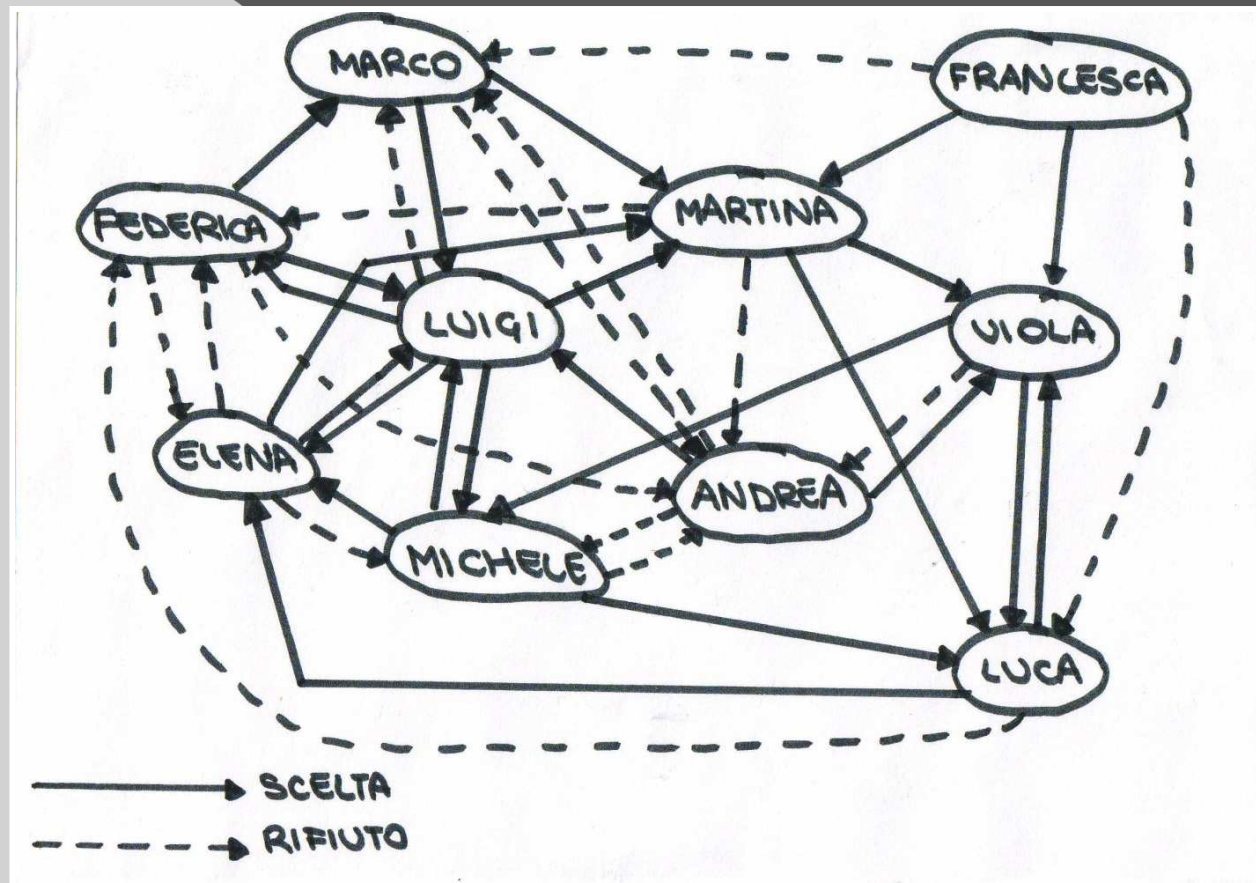 MARCO
FRANCESCA
FEDERICA
MARTINA
LUIGI
VIOLA
ELENA
ANDREA
MICHELE
LUCA
SCELTA
RIFIUTO